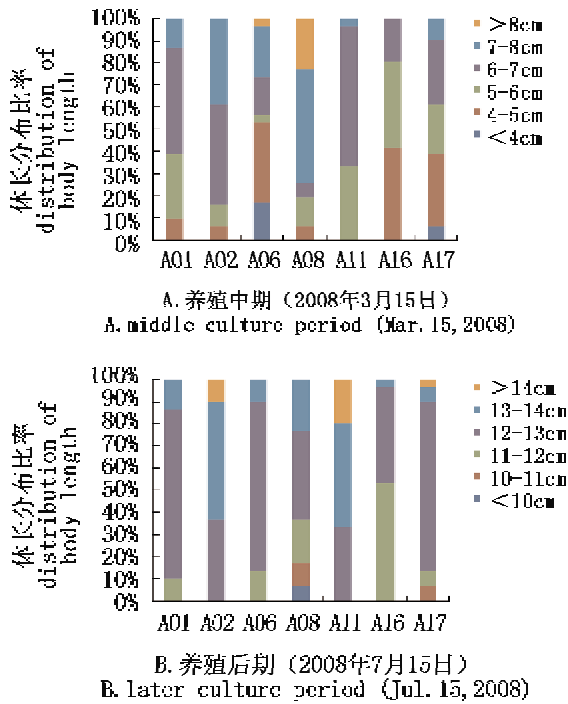 体长分布比率
distribution of
body length
100%
90%
80%
70%
60%
50%
40%
30%
20%
10%
0%
A01 A02 A06 A08 A11 A16 A17
>8cm
7-8cm
6-7cm
5-6cm
4-5cm
<4cm
A.养殖中期（2008年3月15日）
A.middle culture period (Mar.15,2008)
体长分布比率
distribution of
body length
100%
90%
80%
70%
60%
50%
40%
30%
20%
10%
0%
A01 A02 A06 A08 A11 A16 A17
>14cm
13-14cm
12-13cm
11-12cm
10-11cm
<10cm
B.养殖后期（2008年7月15日）
B.later culture period (Jul.15,2008)